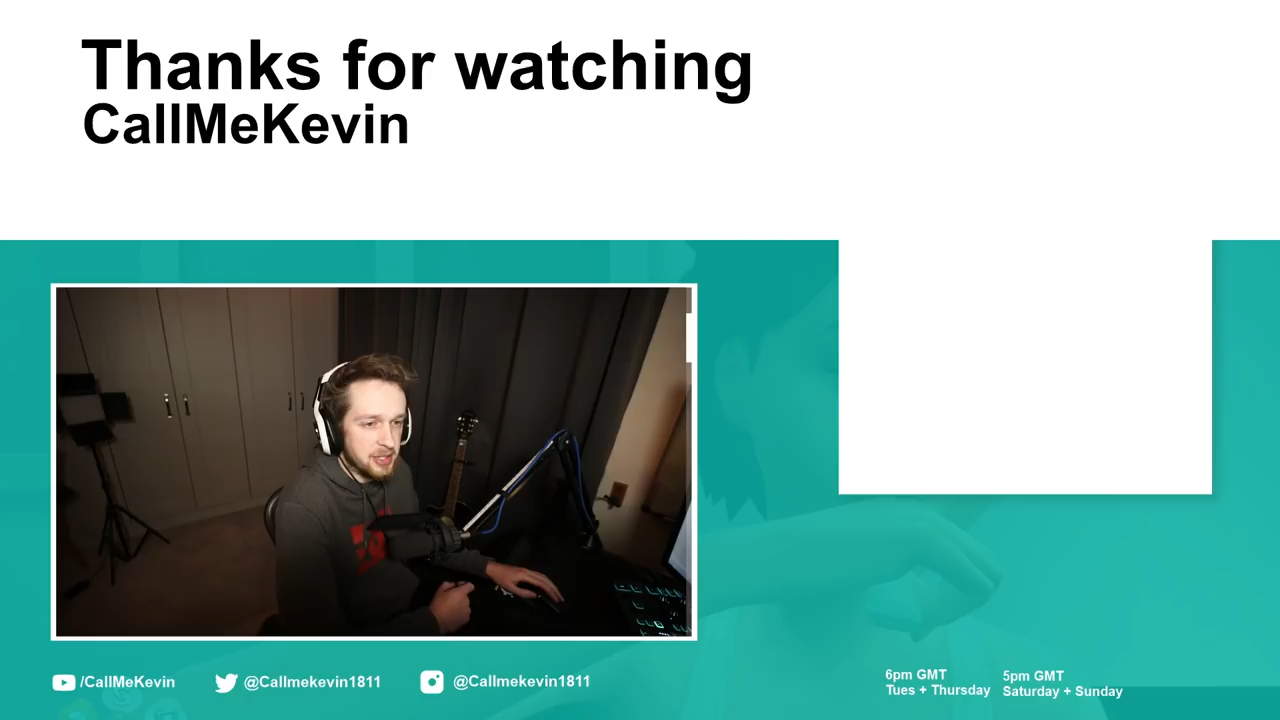 Thanks for watching
CallMeKevin
/CallMeKevin
@Callmekevin1811
@Callmekevin1811
6pm GMT
Tues + Thursday
5pm GMT
Saturday + Sunday